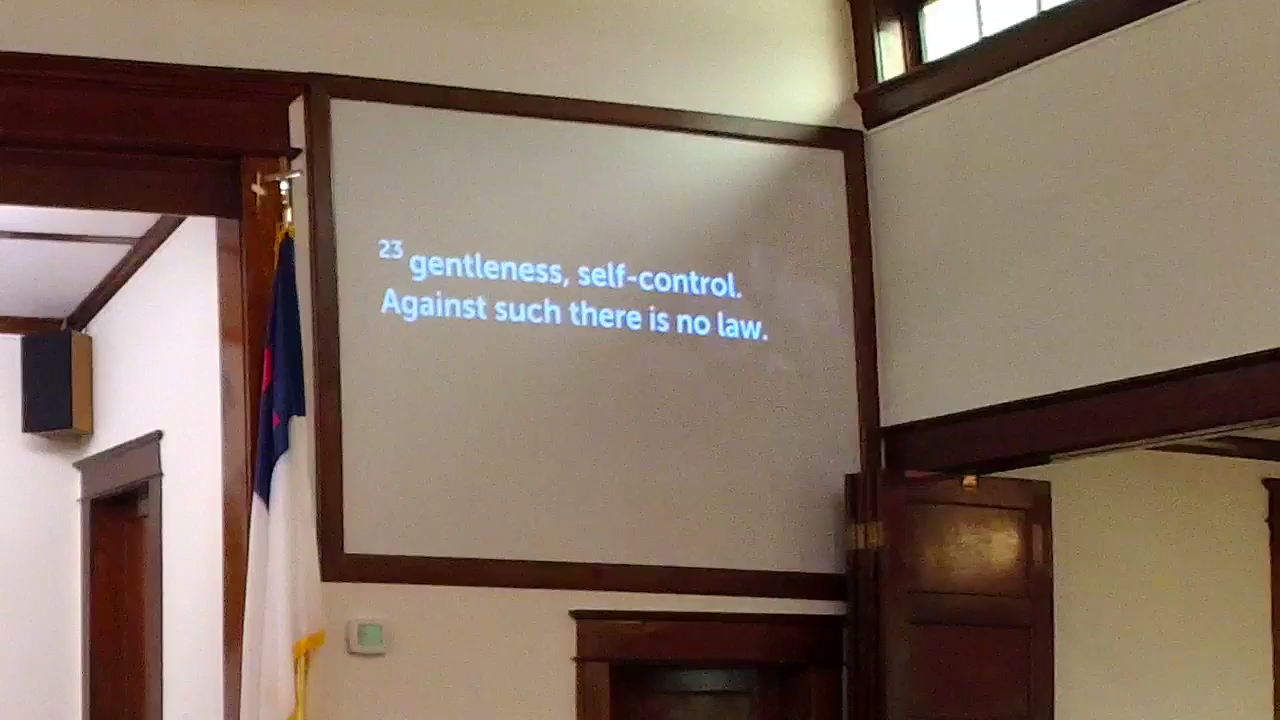 23 gentleness, self-control.
Against such there is no law.